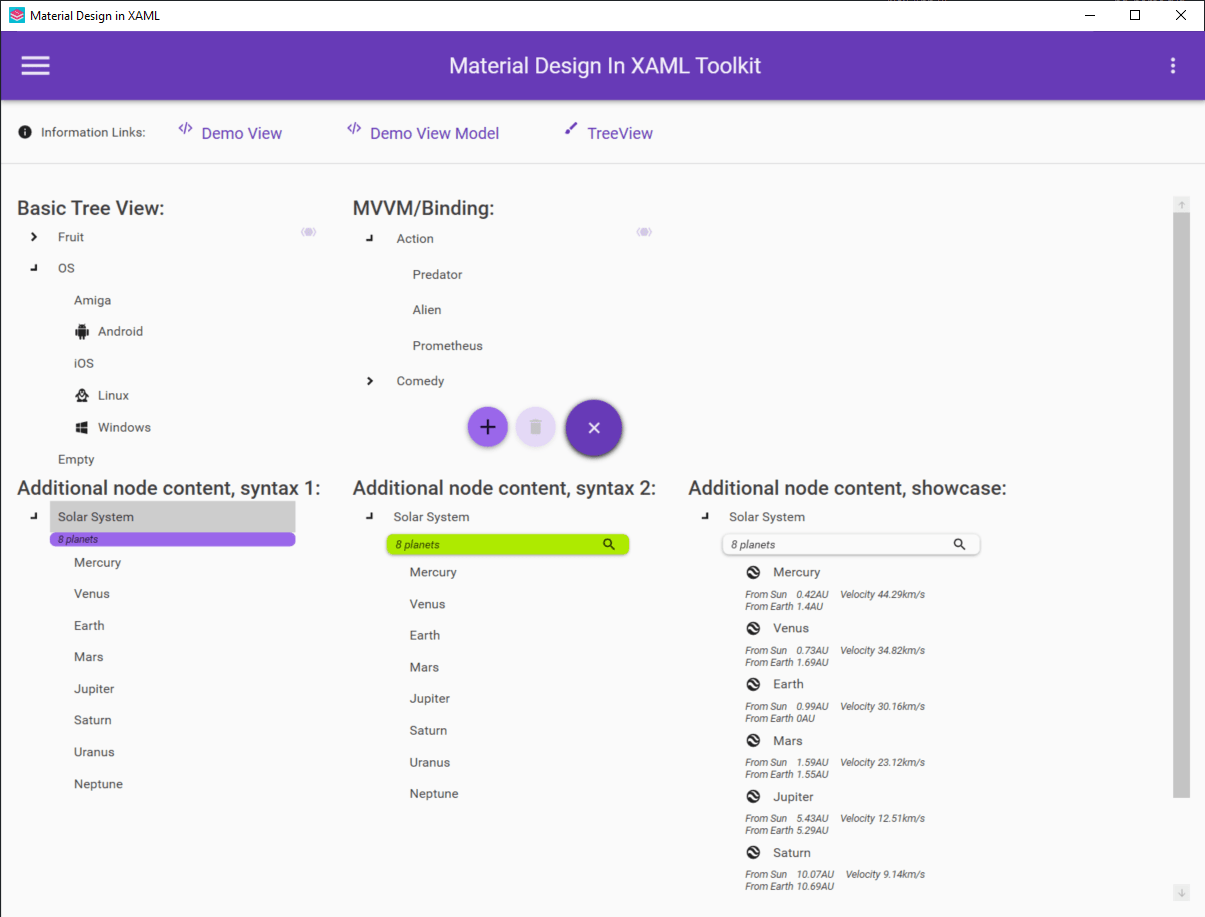 Material Design in XAML
Material Design In XAML Toolkit
Information Links:
Demo View
Demo View Model
TreeView
Basic Tree View:
Fruit
OS
Amiga
Android
iOS
Linux
Windows
Empty
MVVM/Binding:
Action
Predator
Alien
Prometheus
Comedy
Additional node content, syntax 1:
Solar System
8 planets
Mercury
Venus
Earth
Mars
Jupiter
Saturn
Uranus
Neptune
Additional node content, syntax 2:
Solar System
8 planets
Mercury
Venus
Earth
Mars
Jupiter
Saturn
Uranus
Neptune
Additional node content, showcase:
Solar System
8 planets
Mercury
From Sun 0.42AU Velocity 44.29km/s
From Earth 1.4AU
Venus
From Sun 0.73AU Velocity 34.82km/s
From Earth 1.69AU
Earth
From Sun 0.99AU Velocity 30.16km/s
From Earth 0AU
Mars
From Sun 1.59AU Velocity 23.12km/s
From Earth 1.55AU
Jupiter
From Sun 5.43AU Velocity 12.51km/s
From Earth 5.29AU
Saturn
From Sun 10.07AU Velocity 9.14km/s
From Earth 10.69AU